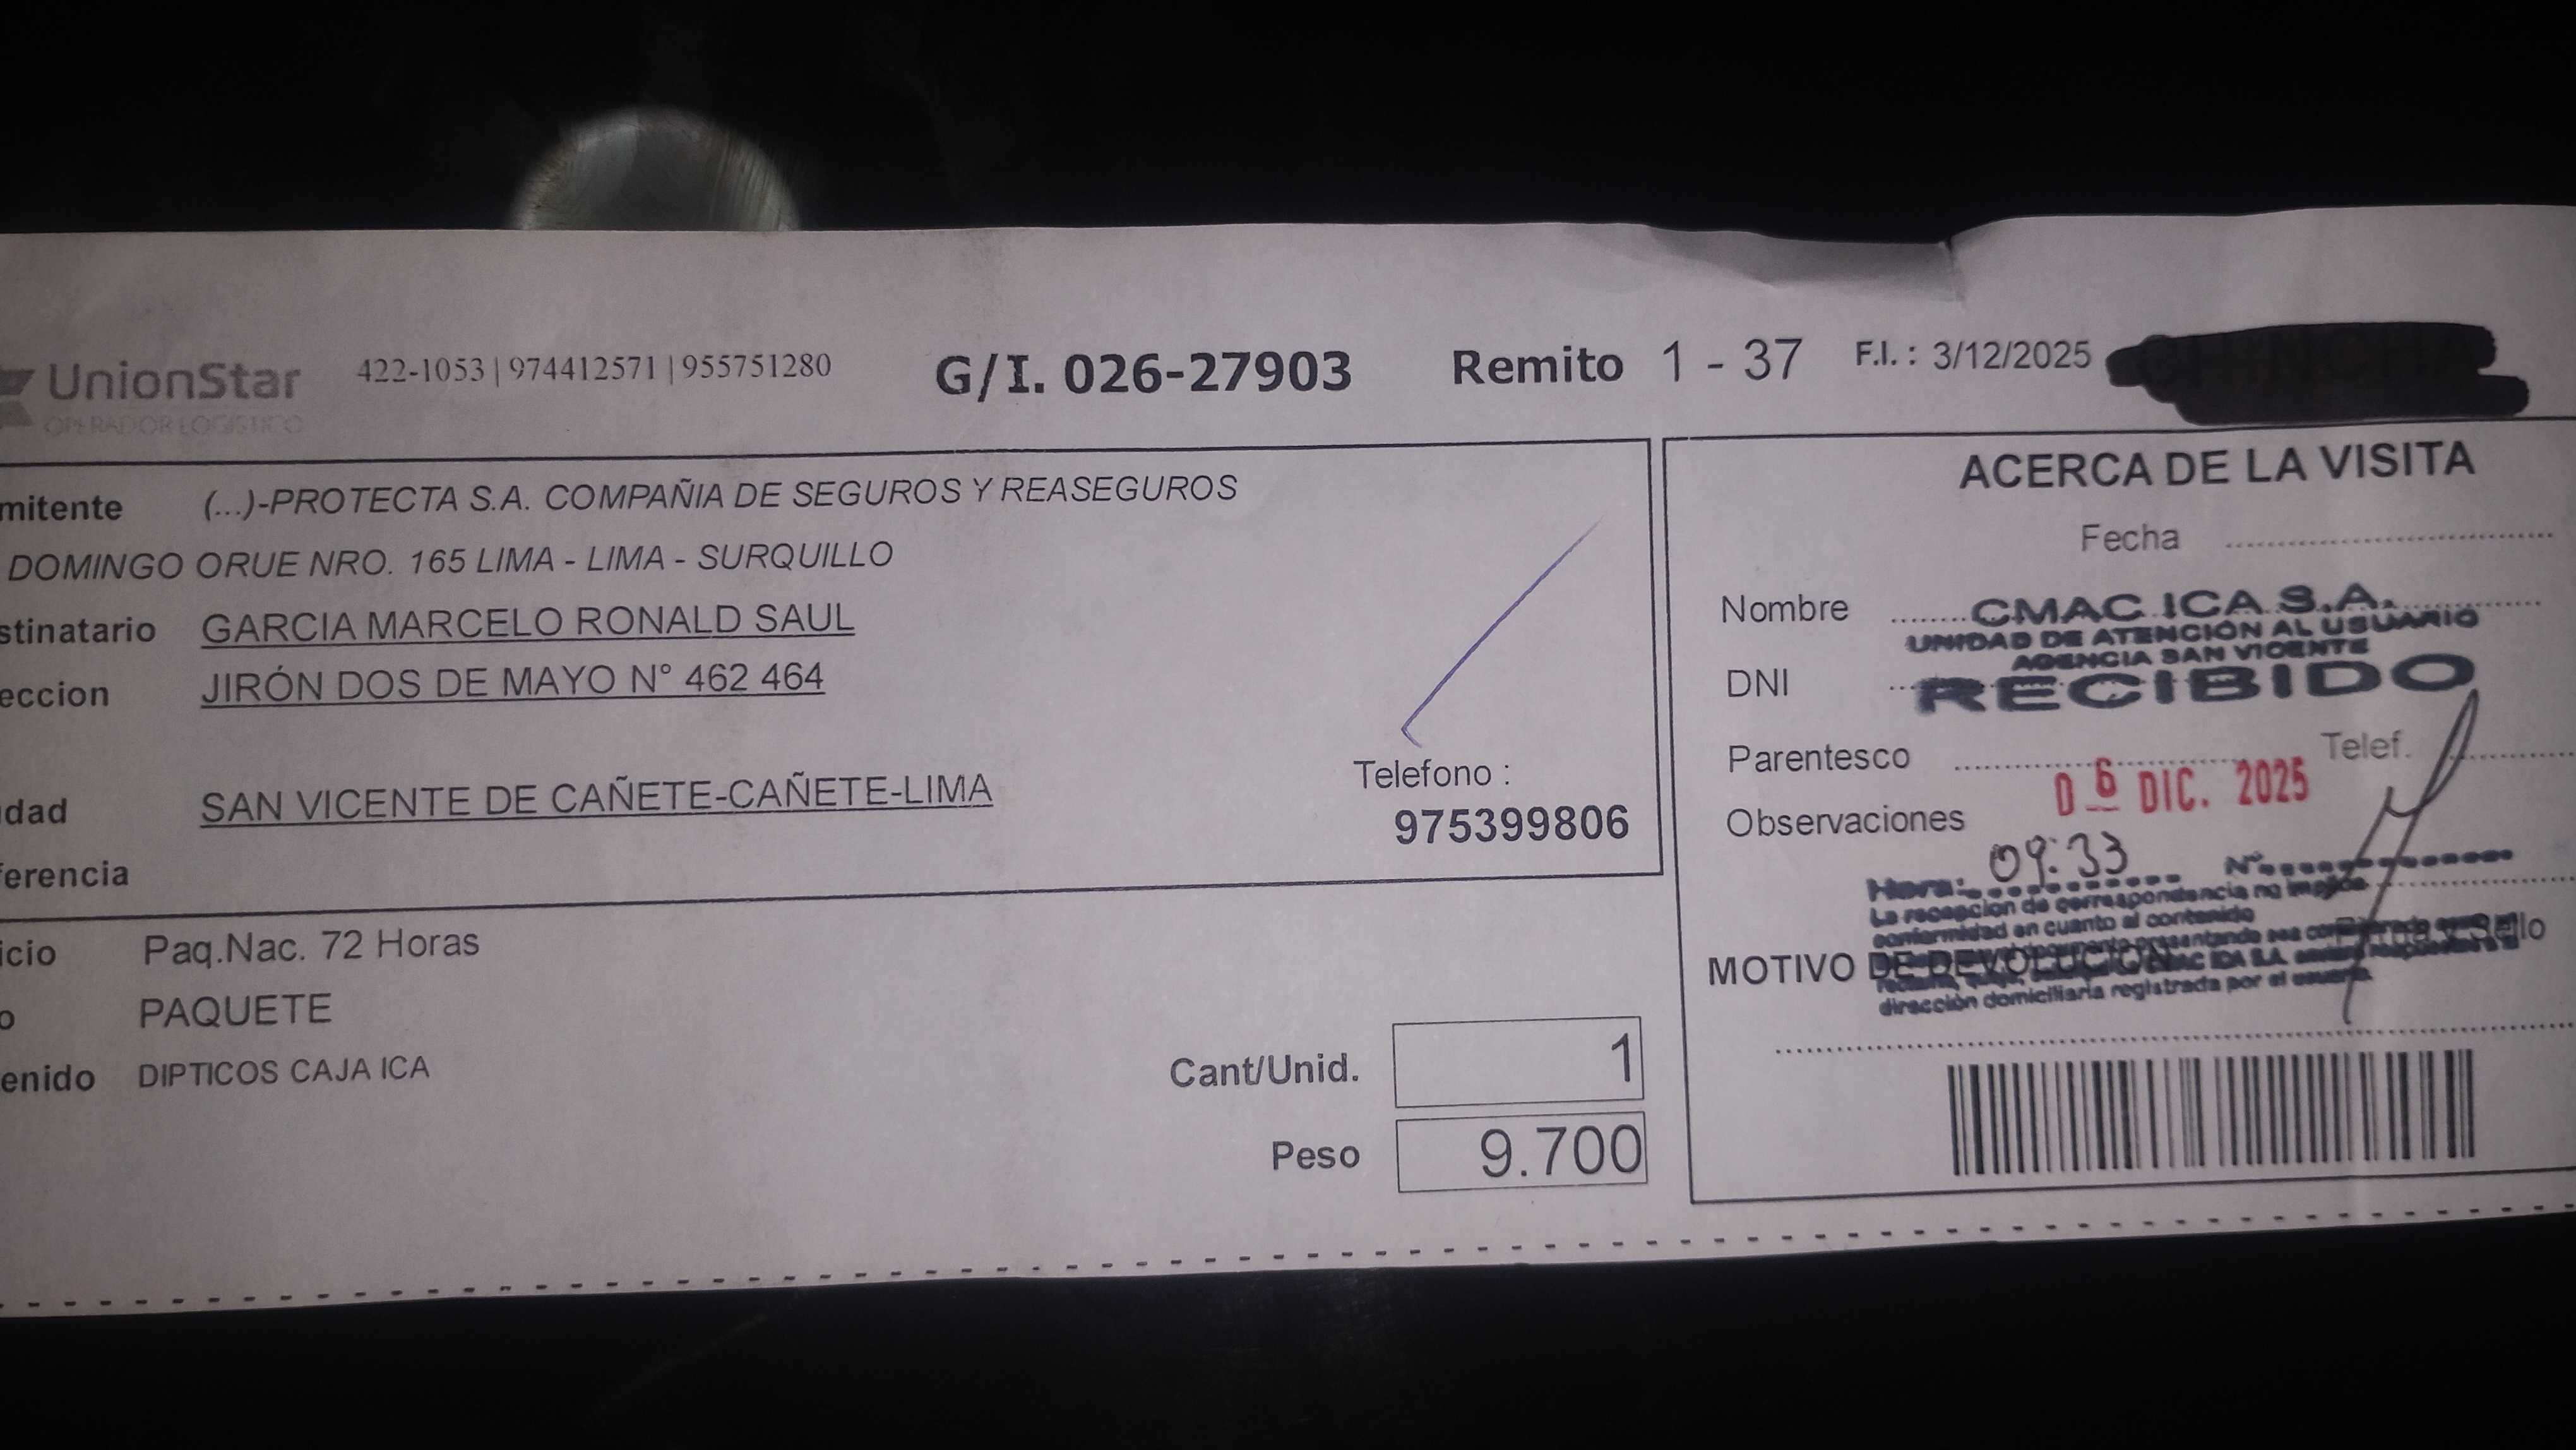 UnionStar
OPERADOR LOGISTICO
422-1053 | 974412571 | 955751280
G/I. 026-27903
Remito 1 - 37
F.I. : 3/12/2025
mitente (...)-PROTECTA S.A. COMPAÑIA DE SEGUROS Y REASEGUROS
DOMINGO ORUE NRO. 165 LIMA - LIMA - SURQUILLO
stinatario GARCIA MARCELO RONALD SAUL
eccion JIRÓN DOS DE MAYO N° 462 464
dad SAN VICENTE DE CAÑETE-CAÑETE-LIMA
Telefono :
975399806
ferencia
icio Paq.Nac. 72 Horas
o PAQUETE
enido DIPTICOS CAJA ICA
Cant/Unid. 1
Peso 9.700
ACERCA DE LA VISITA
Fecha
Nombre
CMAC ICA S.A.
UNIDAD DE ATENCIÓN AL USUARIO
AGENCIA SAN VICENTE
DNI
RECIBIDO
Parentesco
Telef.
06 DIC. 2025
Observaciones
Hora: 09:33 N°
La recepcion de correspondencia no implica
conformidad en cuanto al contenido
Firma y Sello
MOTIVO DE DEVOLUCION
dirección domiciliaria registrada por el usuario.